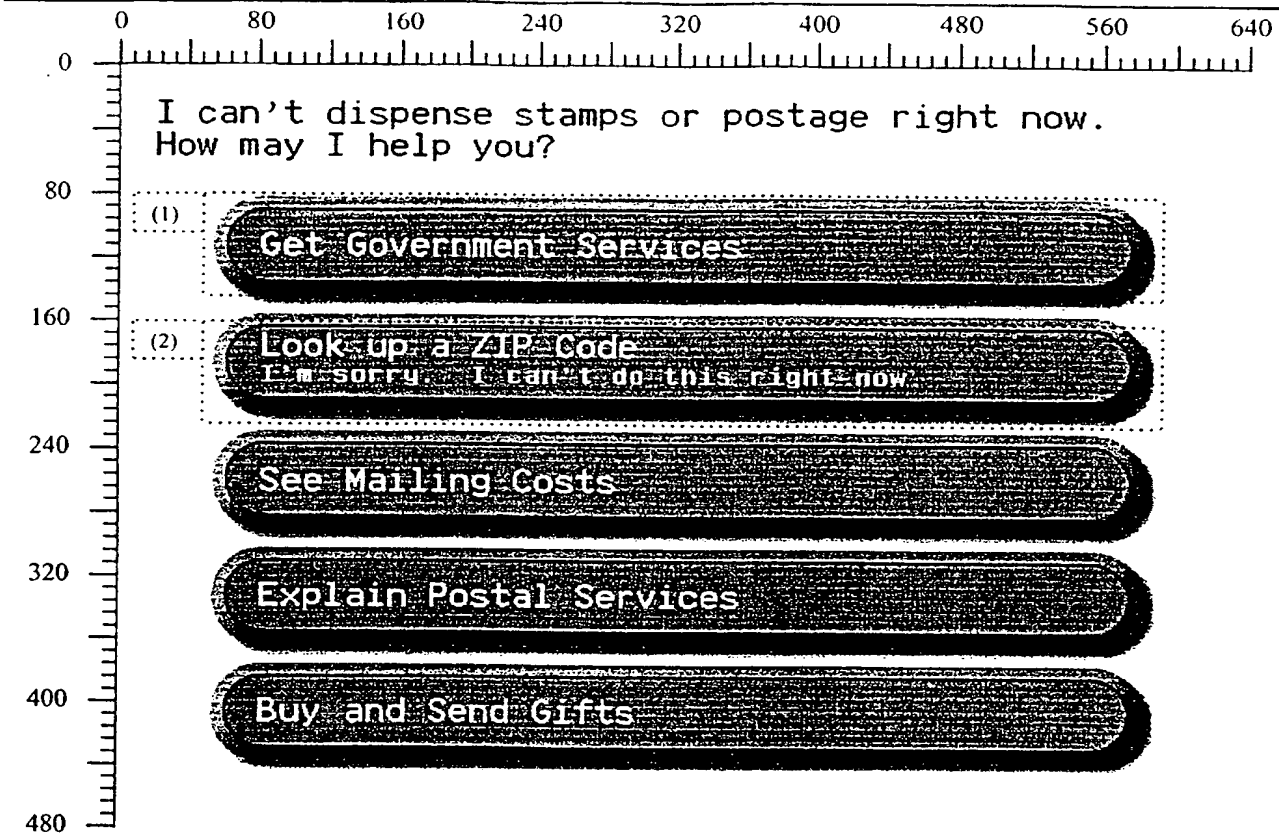 0 80 160 240 320 400 480 560 640
0
I can't dispense stamps or postage right now.
How may I help you?
80
(1)
Get Government Services
160
(2)
Look up a ZIP Code
I'm sorry. I can't do this right now
240
See Mailing Costs
320
Explain Postal Services
400
Buy and Send Gifts
480